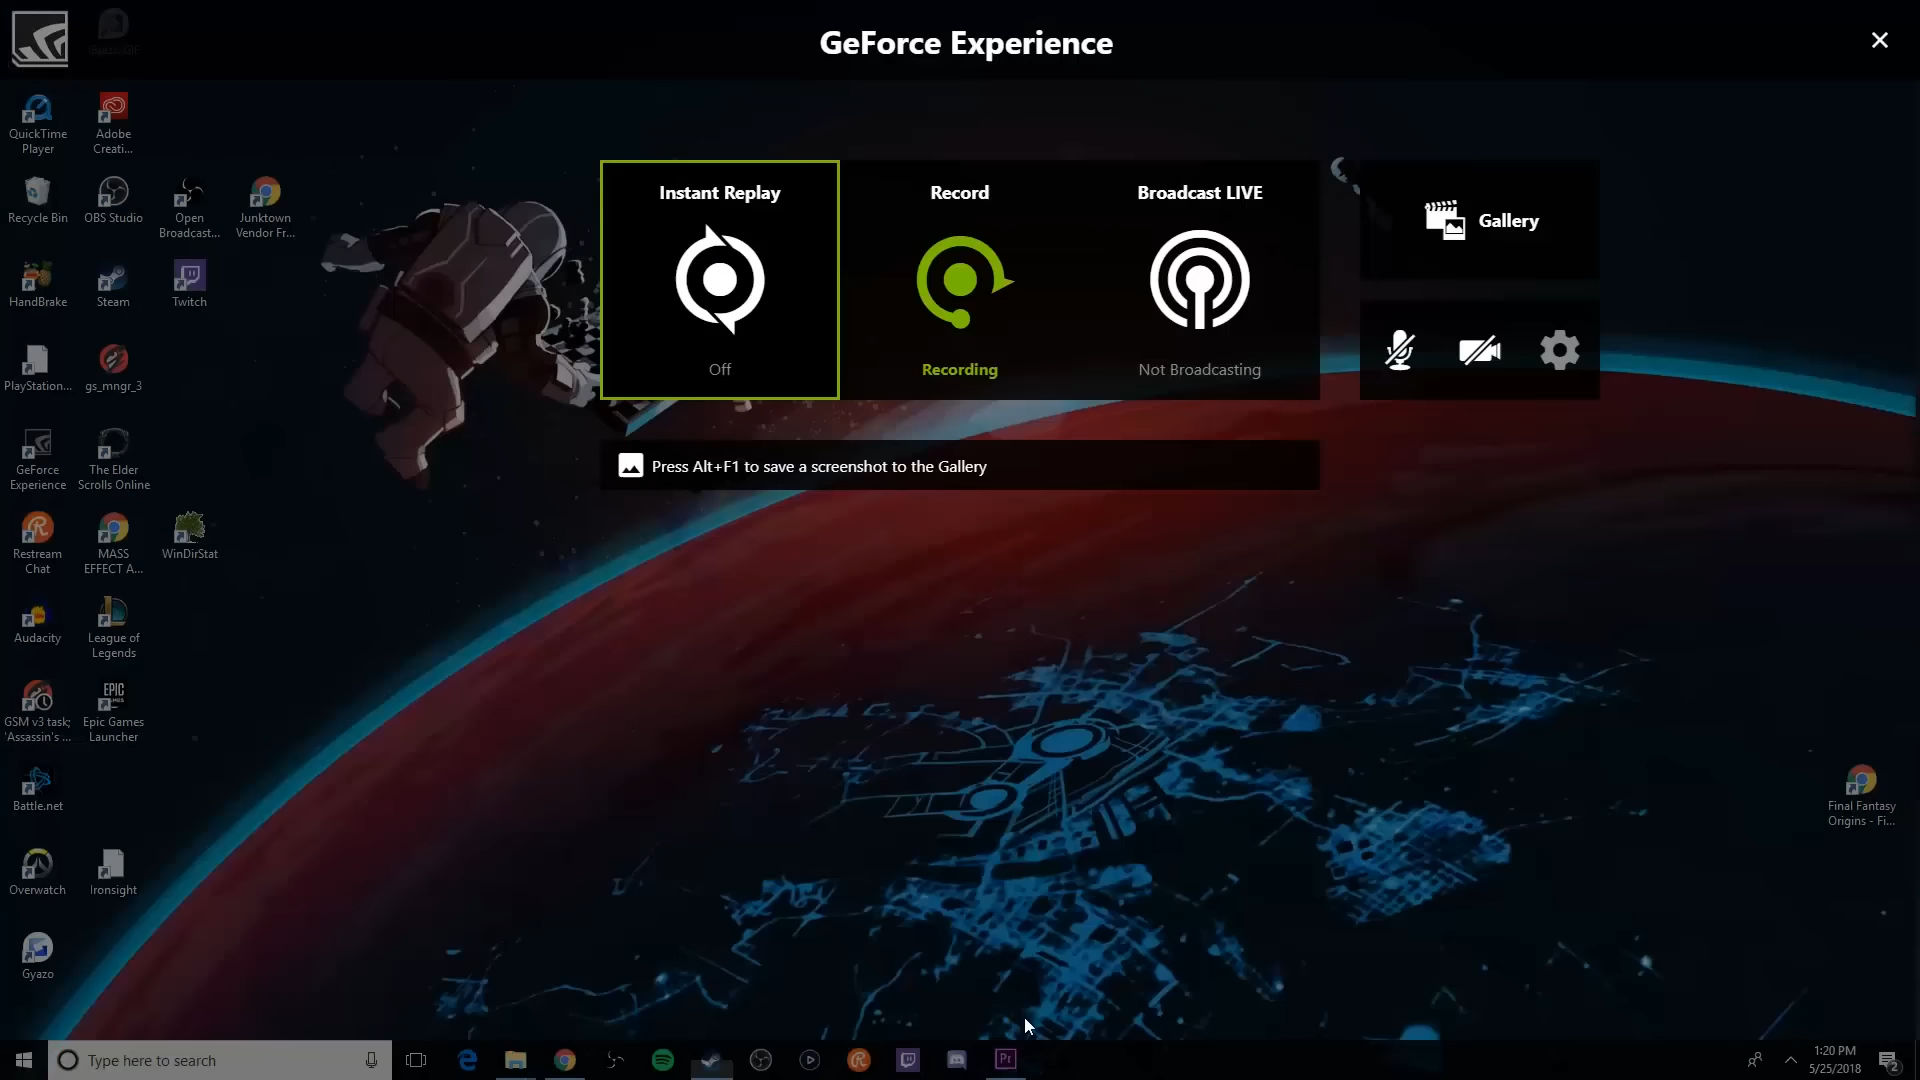 GeForce Experience
QuickTime
Player
Adobe
Creati...
Recycle Bin
OBS Studio
Open
Broadcast...
Junktown
Vendor Fr...
HandBrake
Steam
Twitch
PlayStation...
gs_mngr_3
GeForce
Experience
The Elder
Scrolls Online
Restream
Chat
MASS
EFFECT A...
WinDirStat
Audacity
League of
Legends
GSM v3 task;
'Assassin's ...
EPIC
Epic Games
Launcher
Battle.net
Overwatch
Ironsight
Gyazo
Instant Replay
Off
Record
Recording
Broadcast LIVE
Not Broadcasting
Gallery
Press Alt+F1 to save a screenshot to the Gallery
Final Fantasy
Origins - Fi...
Type here to search
Pr
1:20 PM
5/25/2018
2